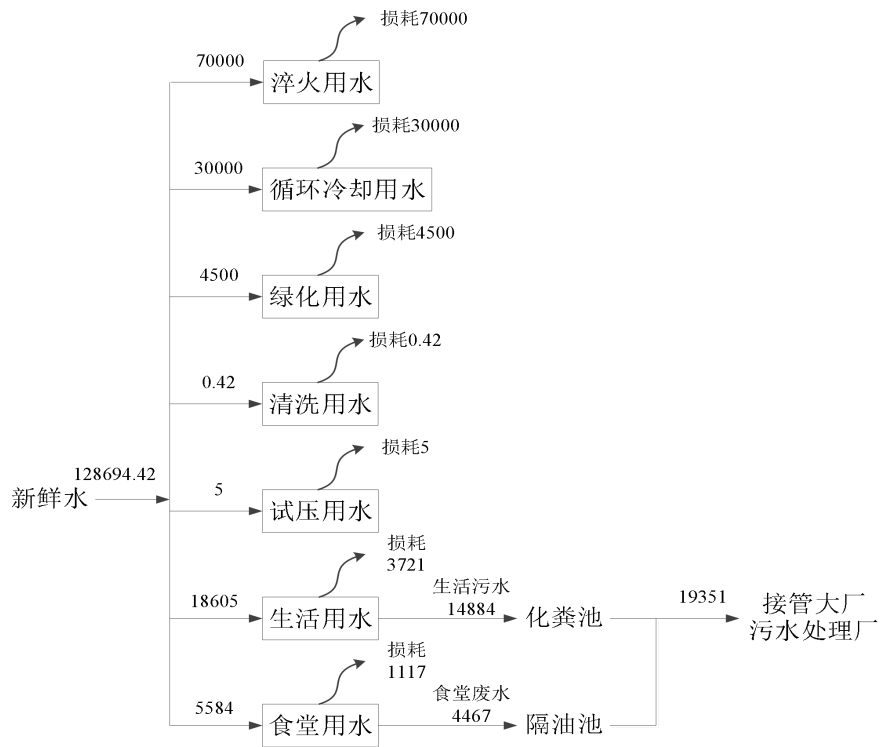 损耗70000
70000
淬火用水
损耗30000
30000
循环冷却用水
损耗4500
4500
绿化用水
损耗0.42
0.42
清洗用水
128694.42
新鲜水
损耗5
5
试压用水
损耗
3721
18605
生活用水
生活污水
14884
化粪池
19351
接管大厂
污水处理厂
损耗
1117
5584
食堂用水
食堂废水
4467
隔油池